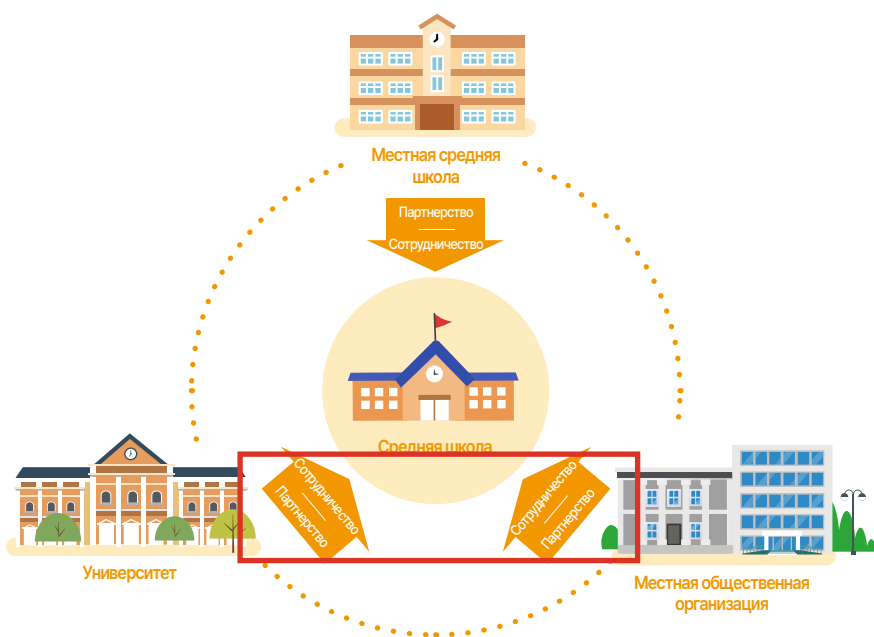 Местная средняя
школа
Партнерство
Сотрудничество
Средняя школа
Сотрудничество
Партнерство
Сотрудничество
Партнерство
Университет
Местная общественная
организация